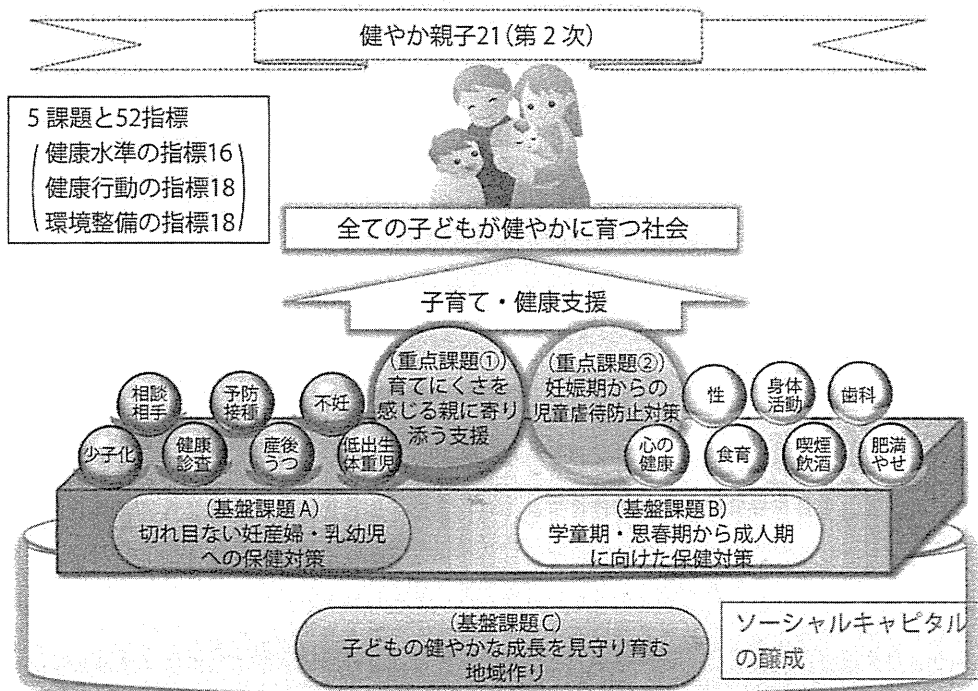 健やか親子21(第2次)
5 課題と52指標
健康水準の指標16
健康行動の指標18
環境整備の指標18
全ての子どもが健やかに育つ社会
子育て・健康支援
(重点課題①)
育てにくさを
感じる親に寄り
添う支援
(重点課題②)
妊娠期からの
児童虐待防止対策
相談
相手
予防
接種
不妊
少子化
健康
診査
産後
うつ
低出生
体重児
性
身体
活動
歯科
心の
健康
食育
喫煙
飲酒
肥満
やせ
(基盤課題A)
切れ目ない妊産婦・乳幼児
への保健対策
(基盤課題B)
学童期・思春期から成人期
に向けた保健対策
(基盤課題C)
子どもの健やかな成長を見守り育む
地域作り
ソーシャルキャピタル
の醸成